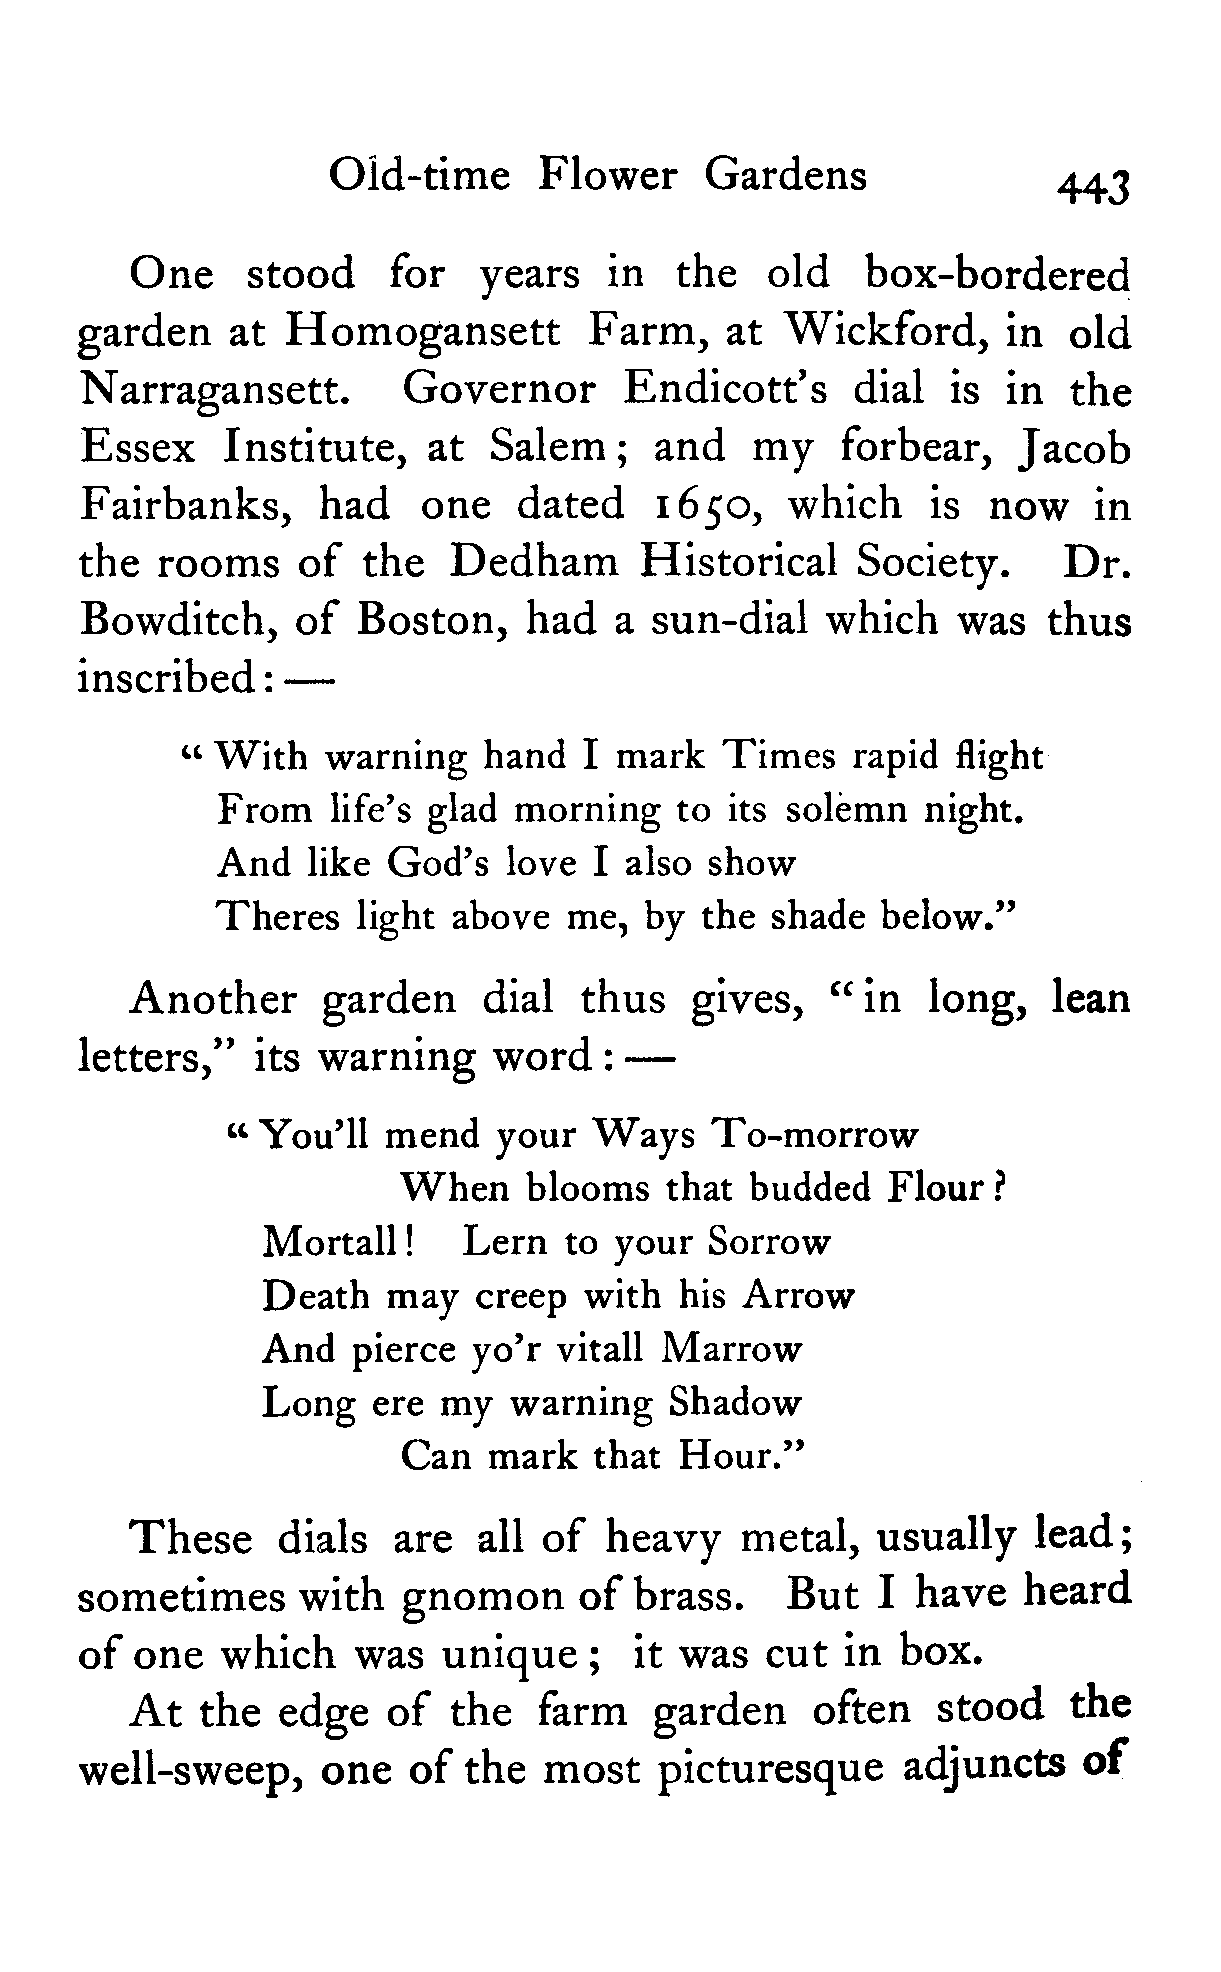 Old-time Flower Gardens 443
One stood for years in the old box-bordered
garden at Homogansett Farm, at Wickford, in old
Narragansett. Governor Endicott's dial is in the
Essex Institute, at Salem; and my forbear, Jacob
Fairbanks, had one dated 1650, which is now in
the rooms of the Dedham Historical Society. Dr.
Bowditch, of Boston, had a sun-dial which was thus
inscribed:—
"With warning hand I mark Times rapid flight
From life's glad morning to its solemn night.
And like God's love I also show
Theres light above me, by the shade below."
Another garden dial thus gives, "in long, lean
letters," its warning word:—
"You'll mend your Ways To-morrow
When blooms that budded Flour?
Mortall! Lern to your Sorrow
Death may creep with his Arrow
And pierce yo'r vitall Marrow
Long ere my warning Shadow
Can mark that Hour."
These dials are all of heavy metal, usually lead;
sometimes with gnomon of brass. But I have heard
of one which was unique; it was cut in box.
At the edge of the farm garden often stood the
well-sweep, one of the most picturesque adjuncts of